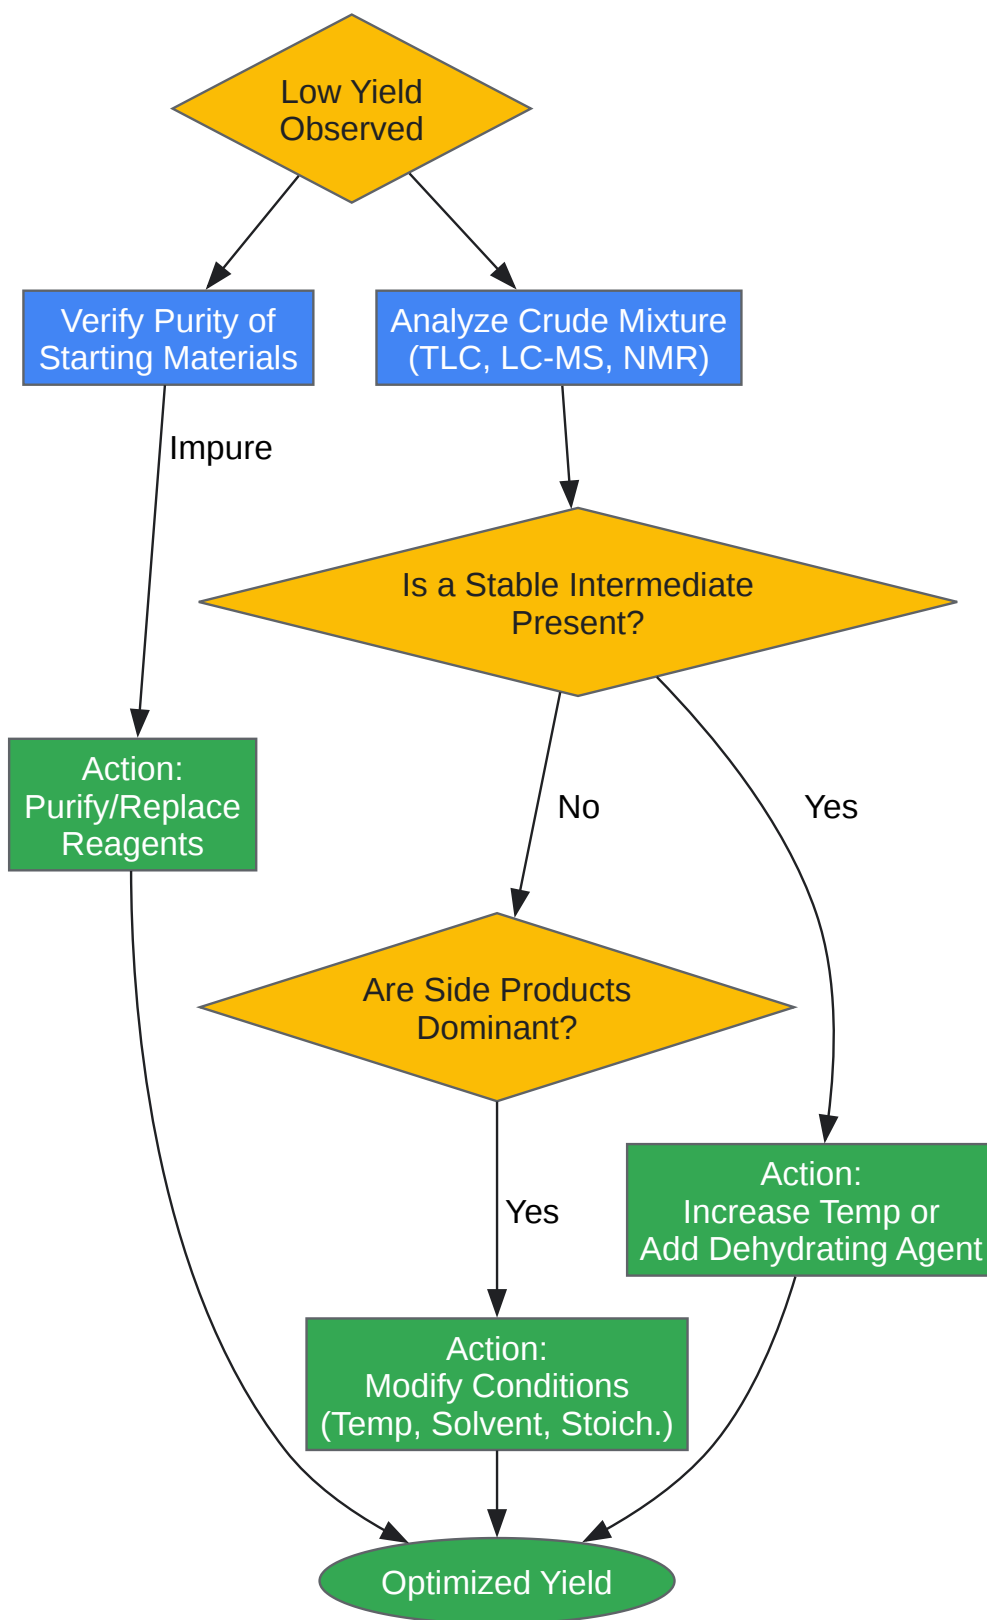 Low Yield
Observed
Verify Purity of
Starting Materials
Analyze Crude Mixture
(TLC, LC-MS, NMR)
Impure
Is a Stable Intermediate
Present?
Action:
Purify/Replace
Reagents
No
Yes
Are Side Products
Dominant?
Action:
Increase Temp or
Add Dehydrating Agent
Yes
Action:
Modify Conditions
(Temp, Solvent, Stoich.)
Optimized Yield